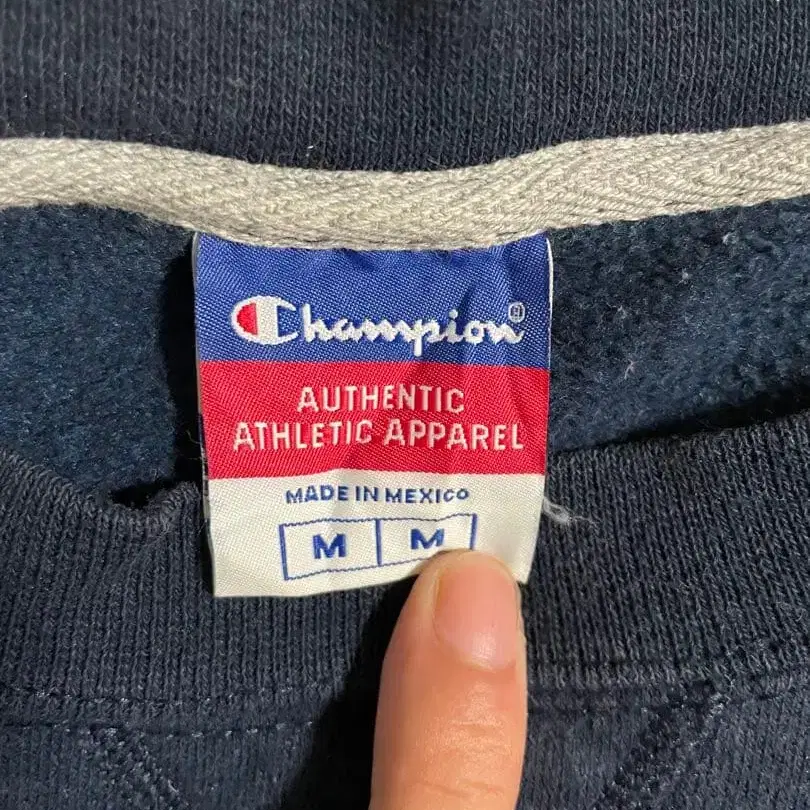 Champion®
AUTHENTIC
ATHLETIC APPAREL
MADE IN MEXICO
M M